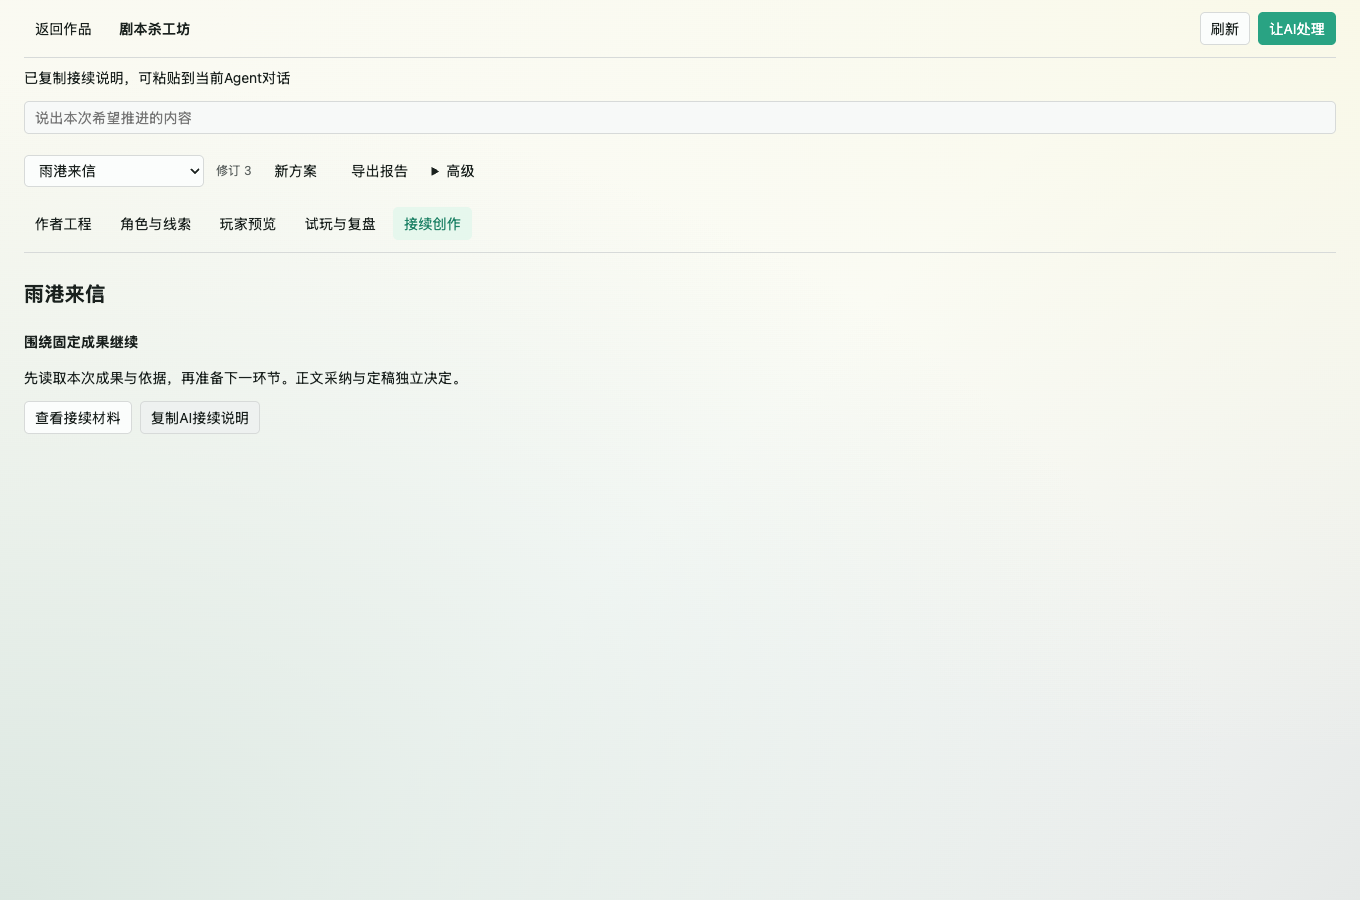 返回作品 剧本杀工坊 刷新 让AI处理
已复制接续说明，可粘贴到当前Agent对话
说出本次希望推进的内容
雨港来信 修订 3 新方案 导出报告 ▶ 高级
作者工程 角色与线索 玩家预览 试玩与复盘 接续创作
雨港来信
围绕固定成果继续
先读取本次成果与依据，再准备下一环节。正文采纳与定稿独立决定。
查看接续材料 复制AI接续说明